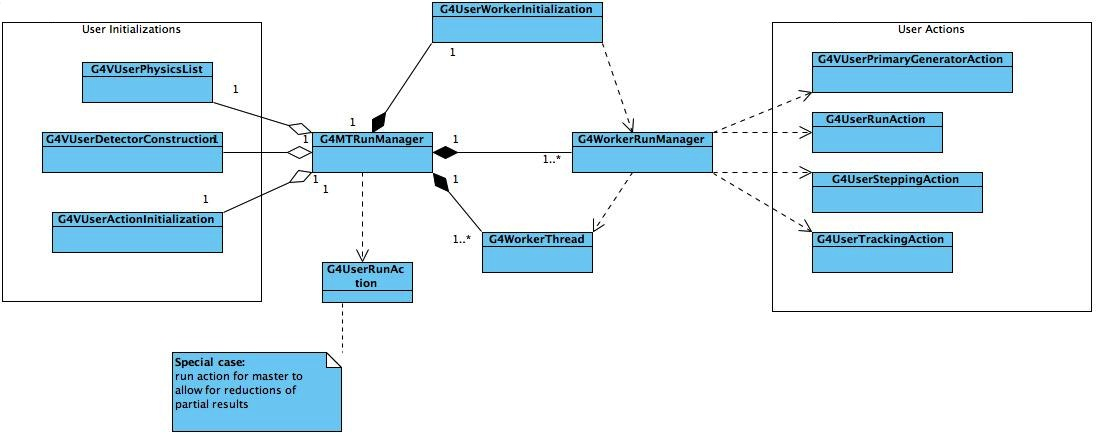 G4UserWorkerInitialization
User Initializations
User Actions
G4VUserPhysicsList
1
1
G4VUserPrimaryGeneratorAction
1
G4UserRunAction
G4VUserDetectorConstruction
1
1
G4MTRunManager
1
1..*
G4WorkerRunManager
1
1
1
G4UserSteppingAction
1
G4VUserActionInitialization
1..*
G4WorkerThread
G4UserTrackingAction
G4UserRunAc
tion
Special case:
run action for master to
allow for reductions of
partial results